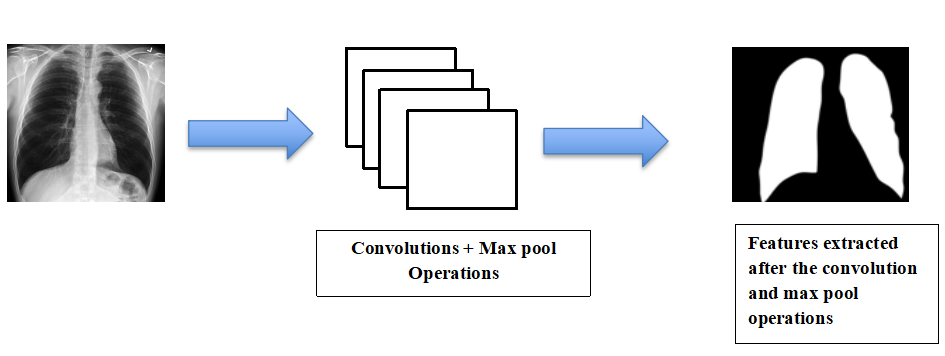 Convolutions + Max pool
Operations
Features extracted
after the convolution
and max pool
operations